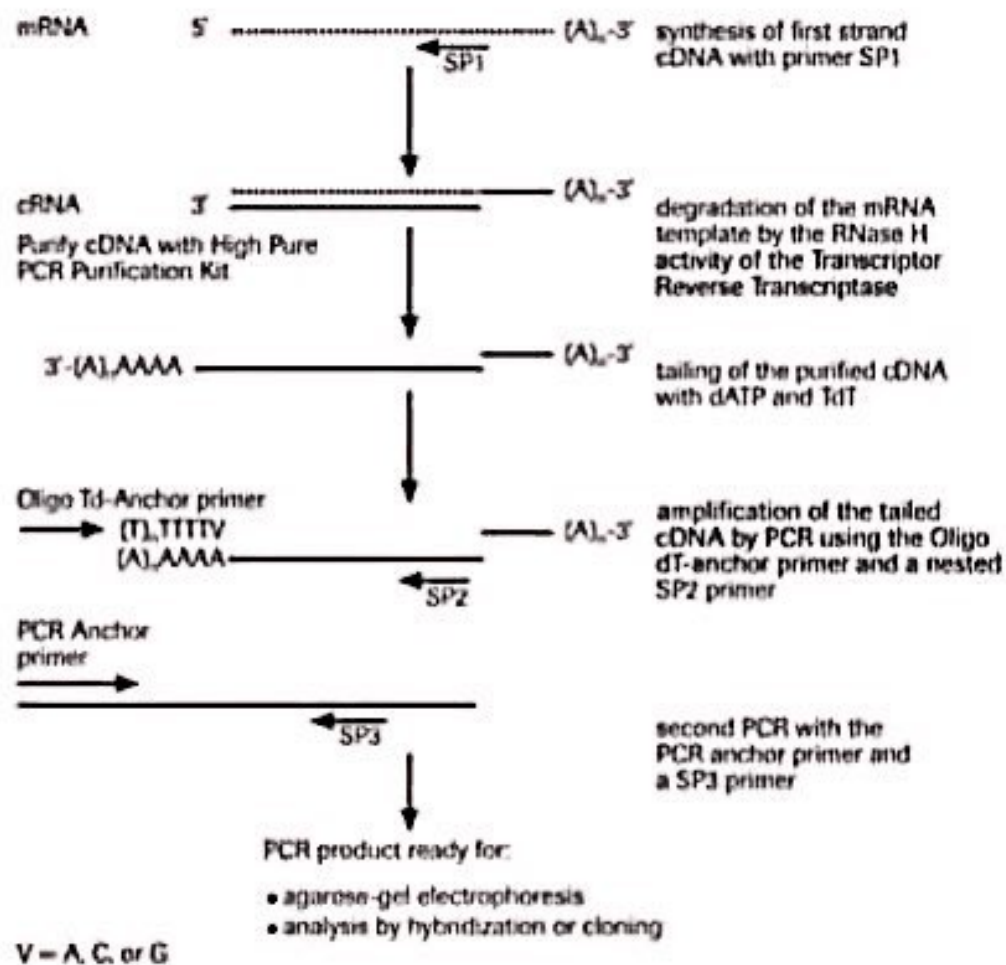 mRNA 5' (A)n-3' synthesis of first strand
SP1 cDNA with primer SP1
cRNA 3' (A)n-3'
Purify cDNA with High Pure
PCR Purification Kit
degradation of the mRNA
template by the RNase H
activity of the Transcriptor
Reverse Transcriptase
3'-(A)nAAAA (A)n-3'
tailing of the purified cDNA
with dATP and TdT
Oligo Td-Anchor primer
(T)nTTTTV
(A)nAAAA (A)n-3'
SP2
amplification of the tailed
cDNA by PCR using the Oligo
dT-anchor primer and a nested
SP2 primer
PCR Anchor
primer
SP3
second PCR with the
PCR anchor primer and
a SP3 primer
PCR product ready for:
• agarose-gel electrophoresis
• analysis by hybridization or cloning
V = A, C, or G